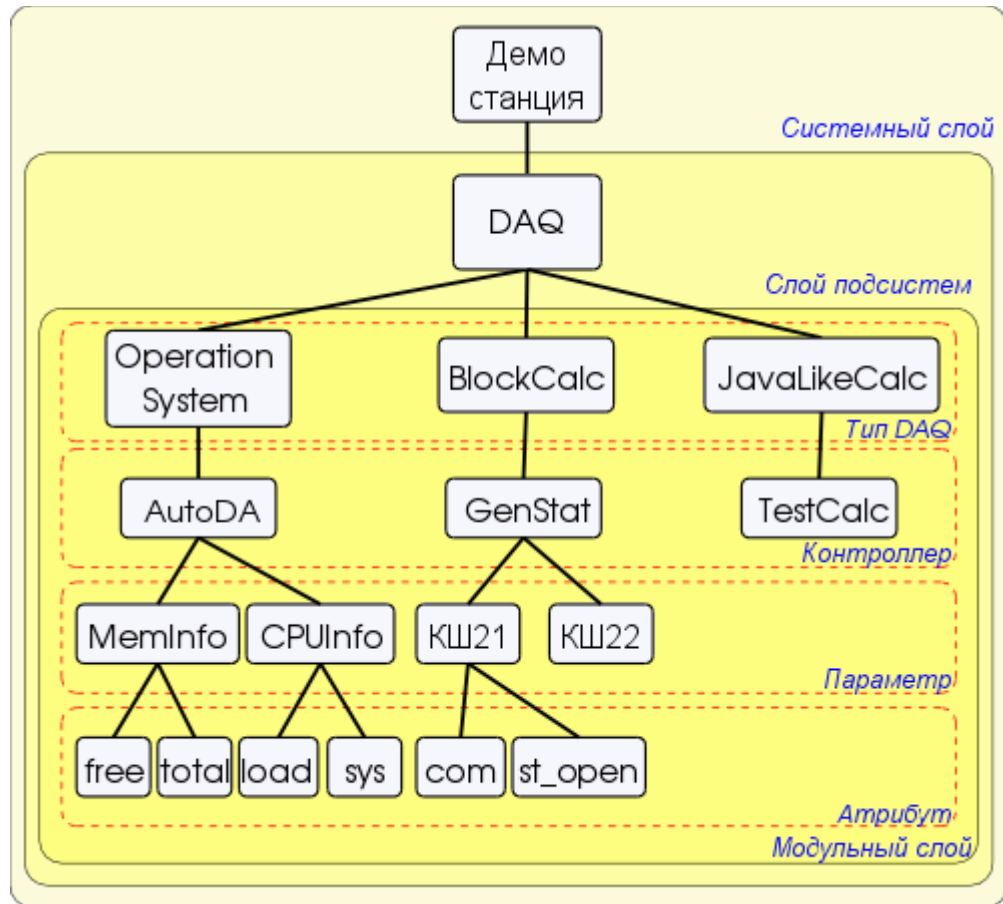 Демо
станция
Системный слой
DAQ
Слой подсистем
Operation
System
BlockCalc
JavaLikeCalc
Тип DAQ
AutoDA
GenStat
TestCalc
Контроллер
MemInfo
CPUInfo
КШ21
КШ22
Параметр
free
total
load
sys
com
st_open
Атрибут
Модульный слой